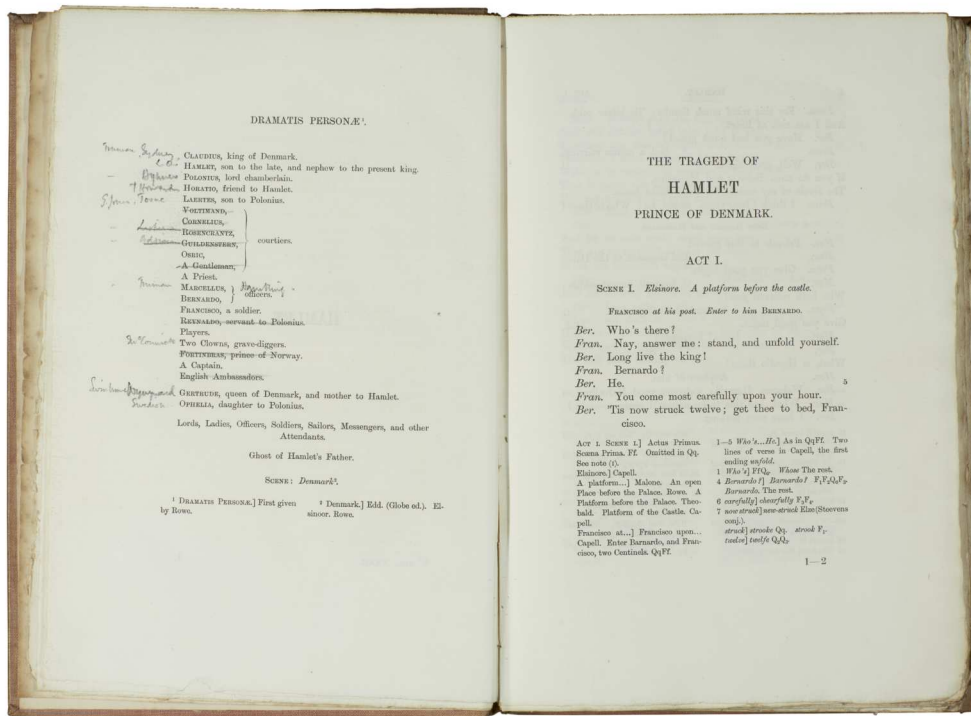 DRAMATIS PERSONÆ¹.
Sydney
CLAUDIUS, king of Denmark.
HAMLET, son to the late, and nephew to the present king.
POLONIUS, lord chamberlain.
HORATIO, friend to Hamlet.
LAERTES, son to Polonius.
VOLTIMAND,
CORNELIUS,
ROSENCRANTZ,
GUILDENSTERN,
OSRIC,
A Gentleman,
courtiers.
A Priest.
MARCELLUS,
BERNARDO,
officers.
FRANCISCO, a soldier.
REYNALDO, servant to Polonius.
Players.
Two Clowns, grave-diggers.
FORTINBRAS, prince of Norway.
A Captain.
English Ambassadors.
GERTRUDE, queen of Denmark, and mother to Hamlet.
OPHELIA, daughter to Polonius.
Lords, Ladies, Officers, Soldiers, Sailors, Messengers, and other
Attendants.
Ghost of Hamlet's Father.
SCENE: Denmark².
¹ DRAMATIS PERSONÆ.] First given
by Rowe.
² Denmark.] Edd. (Globe ed.). El-
sinoor. Rowe.
THE TRAGEDY OF
HAMLET
PRINCE OF DENMARK.
ACT I.
SCENE I. Elsinore. A platform before the castle.
FRANCISCO at his post. Enter to him BERNARDO.
Ber. Who's there?
Fran. Nay, answer me: stand, and unfold yourself.
Ber. Long live the king!
Fran. Bernardo?
Ber. He. 5
Fran. You come most carefully upon your hour.
Ber. 'Tis now struck twelve; get thee to bed, Fran-
cisco.
ACT I. SCENE I.] Actus Primus.
Scœna Prima. Ff. Omitted in Qq.
See note (I).
Elsinore.] Capell.
A platform...] Malone. An open
Place before the Palace. Rowe. A
Platform before the Palace. Theo-
bald. Platform of the Castle. Ca-
pell.
Francisco at...] Francisco upon...
Capell. Enter Barnardo, and Fran-
cisco, two Centinels. QqFf.
1—5 Who's...He.] As in QqFf. Two
lines of verse in Capell, the first
ending unfold.
1 Who's] FfQ₆. Whose The rest.
4 Bernardo?] Barnardo? F₁F₂Q₆F₃.
Barnardo. The rest.
6 carefully] chearfully F₃F₄.
7 now struck] new-struck Elze (Steevens
conj.).
struck] strooke Qq. strook F₁.
twelve] twelfe Q₂Q₃.
1—2